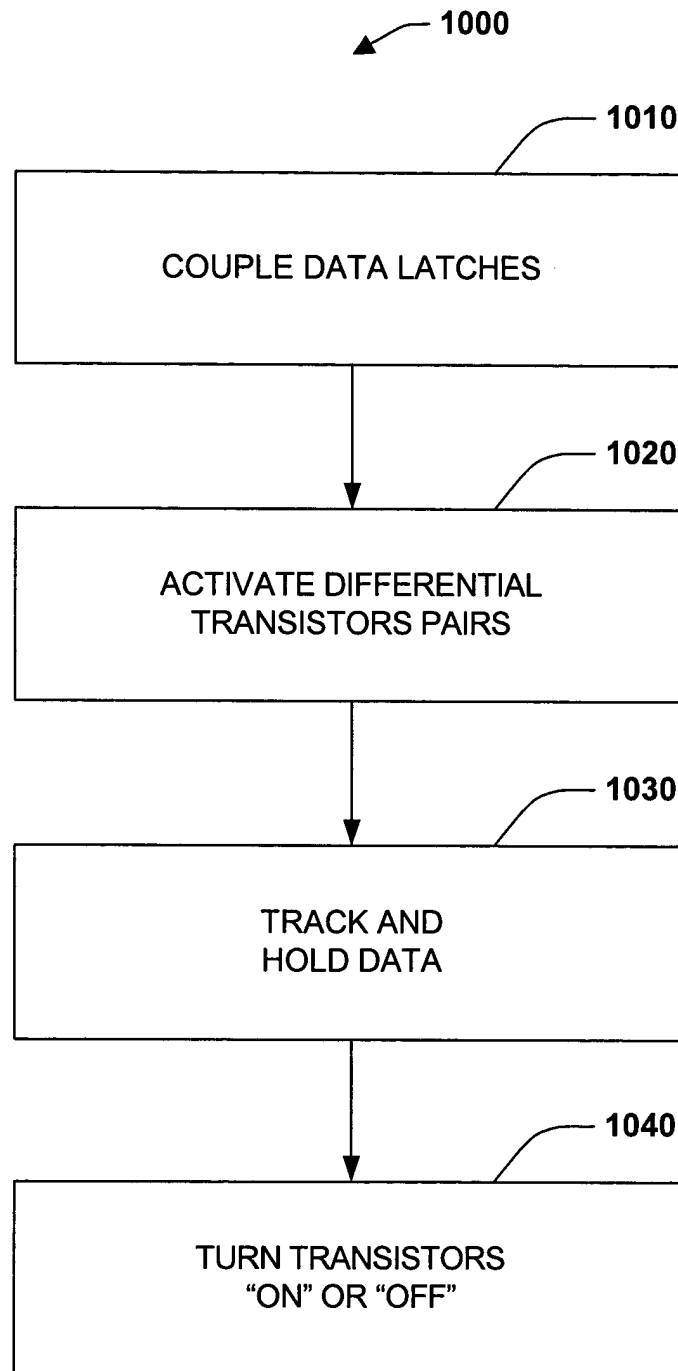 1000
1010
COUPLE DATA LATCHES
1020
ACTIVATE DIFFERENTIAL
TRANSISTORS PAIRS
1030
TRACK AND
HOLD DATA
1040
TURN TRANSISTORS
“ON” OR “OFF”